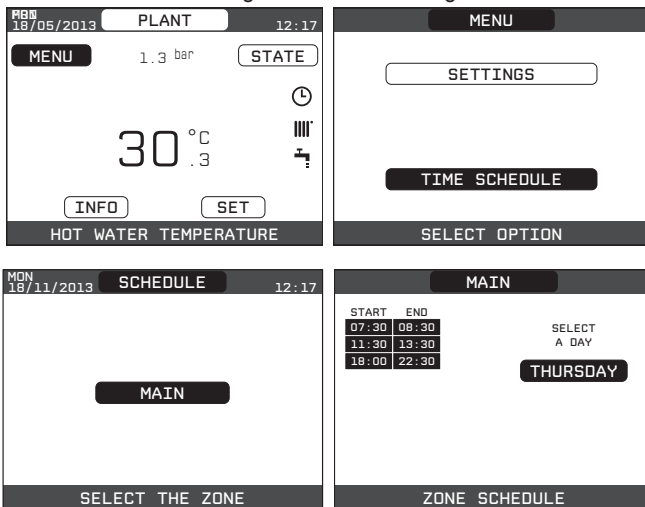 18/05/2013 PLANT 12:17
MENU 1.3 bar STATE
30.3 °C
INFO SET
HOT WATER TEMPERATURE
MENU
SETTINGS
TIME SCHEDULE
SELECT OPTION
MON
18/11/2013 SCHEDULE 12:17
MAIN
SELECT THE ZONE
MAIN
START END
07:30 08:30
11:30 13:30
18:00 22:30
SELECT
A DAY
THURSDAY
ZONE SCHEDULE